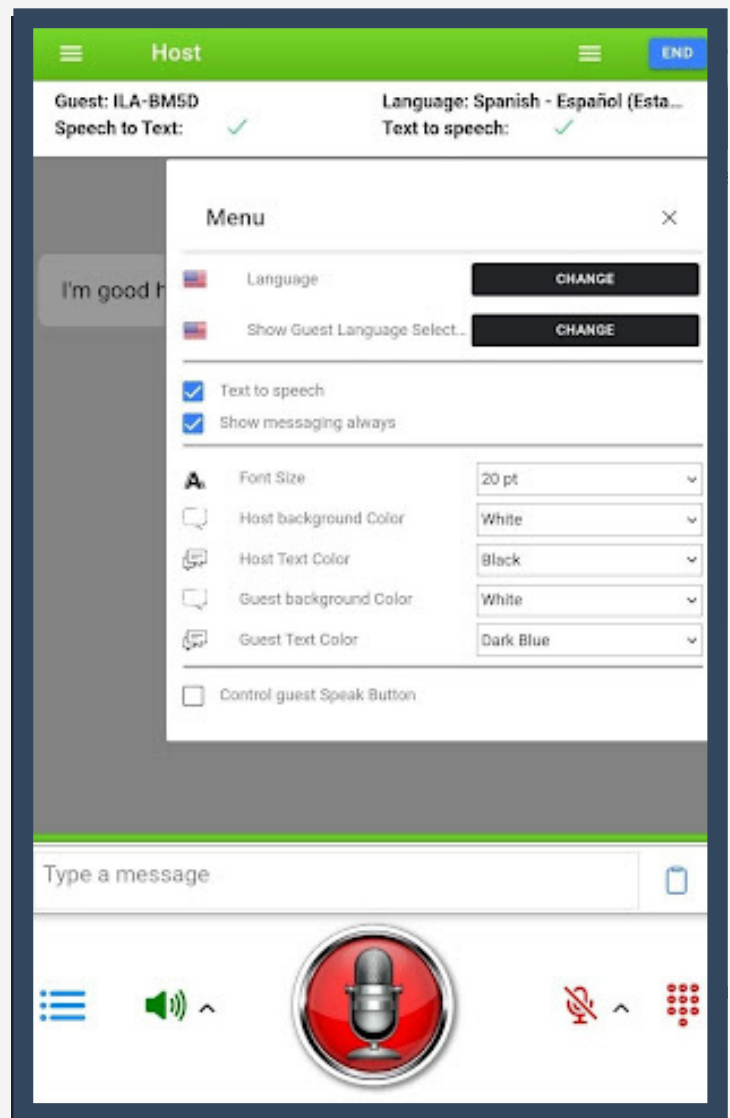 Host END
Guest: ILA-BM5D Language: Spanish - Español (Esta...
Speech to Text: Text to speech:
Menu
I'm good h
Language CHANGE
Show Guest Language Select... CHANGE
Text to speech
Show messaging always
A Font Size 20 pt
Host background Color White
Host Text Color Black
Guest background Color White
Guest Text Color Dark Blue
Control guest Speak Button
Type a message